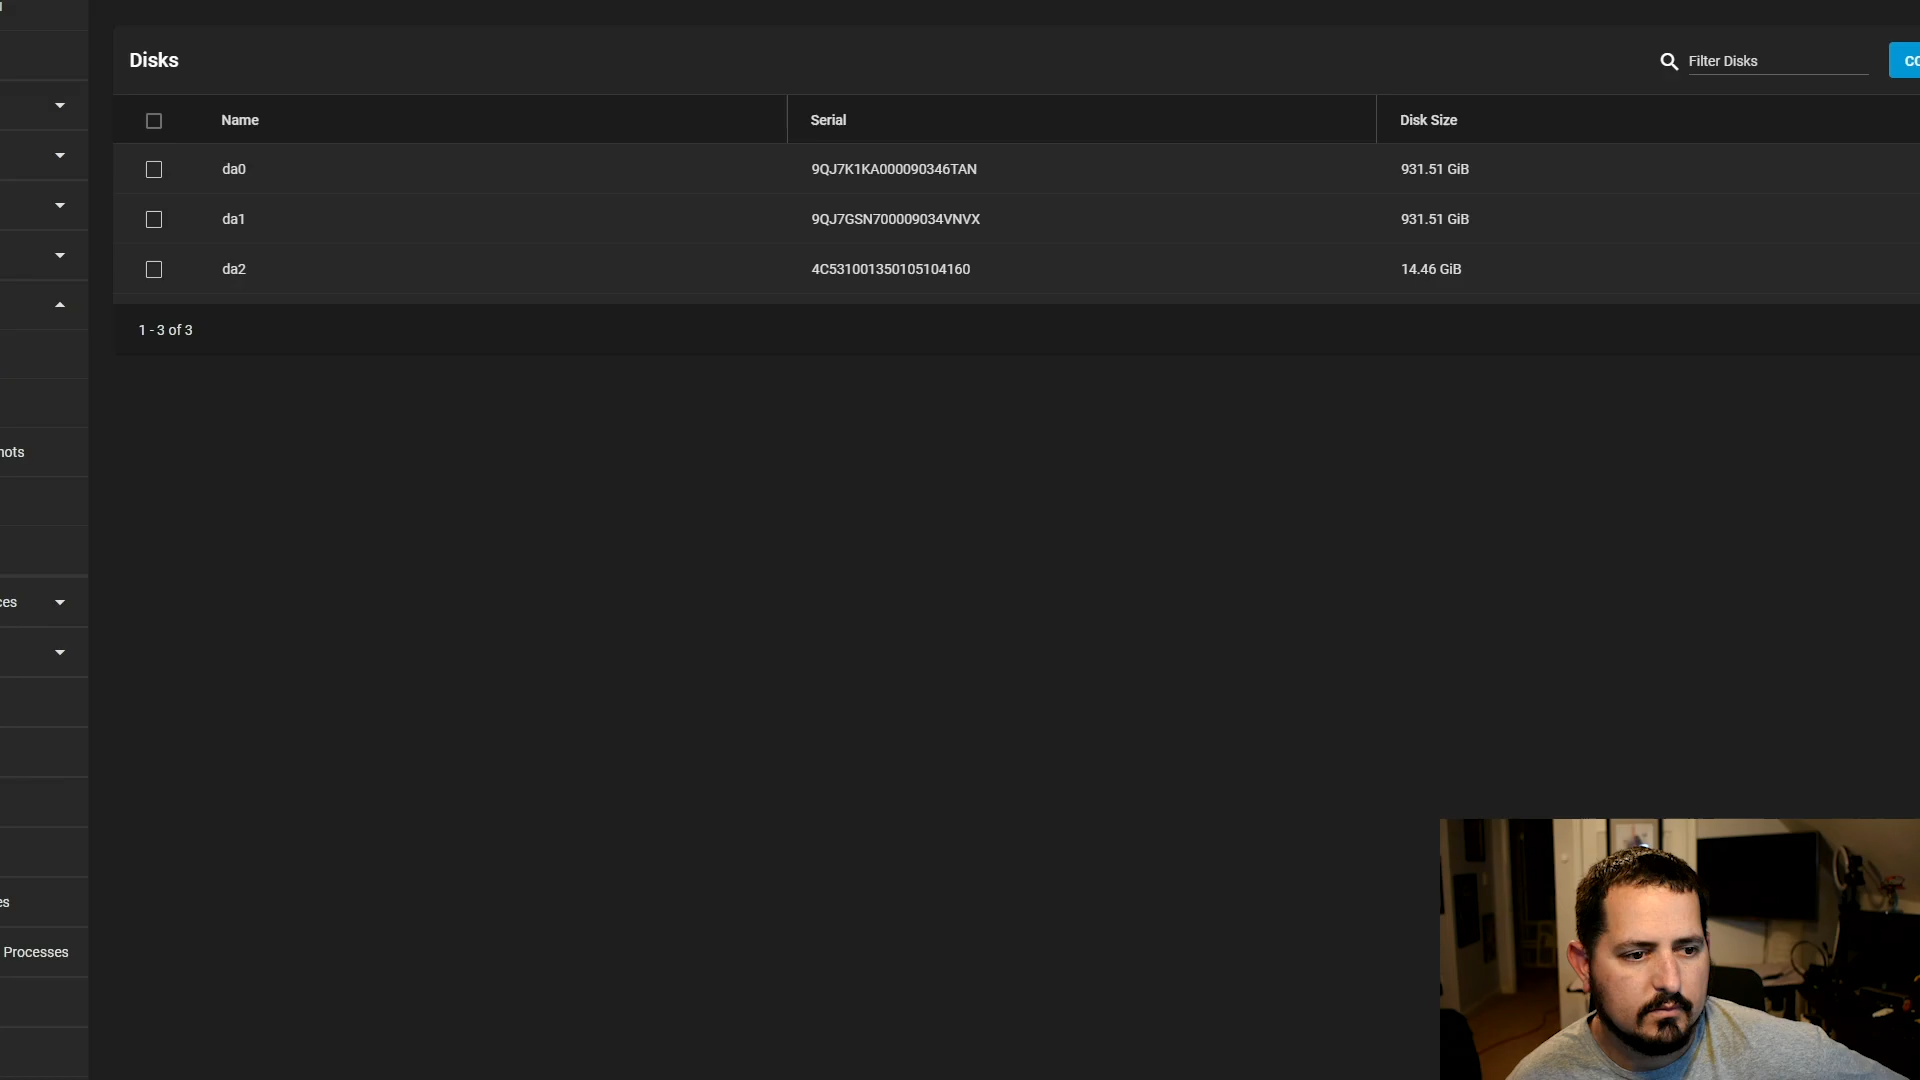 Disks
Filter Disks
CO
Name Serial Disk Size
da0 9QJ7K1KA000090346TAN 931.51 GiB
da1 9QJ7GSN700009034VNVX 931.51 GiB
da2 4C531001350105104160 14.46 GiB
1 - 3 of 3
hots
ces
es
Processes